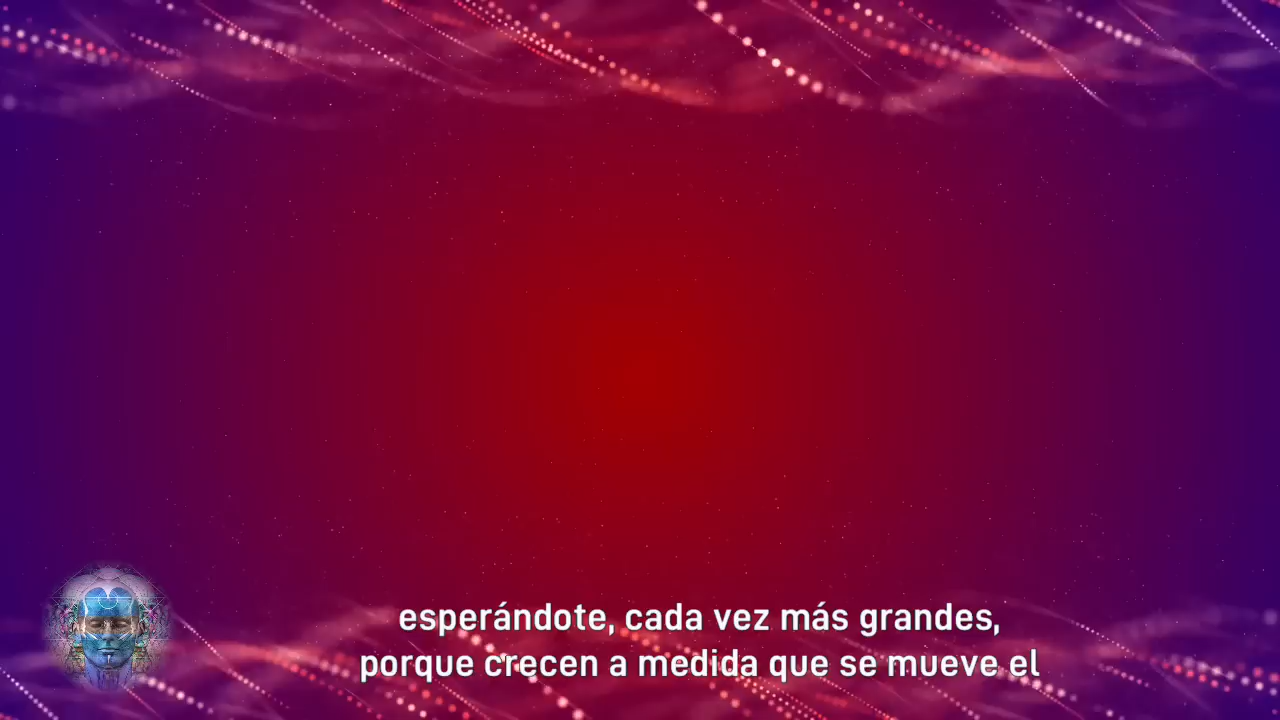 esperándote, cada vez más grandes,
porque crecen a medida que se mueve el